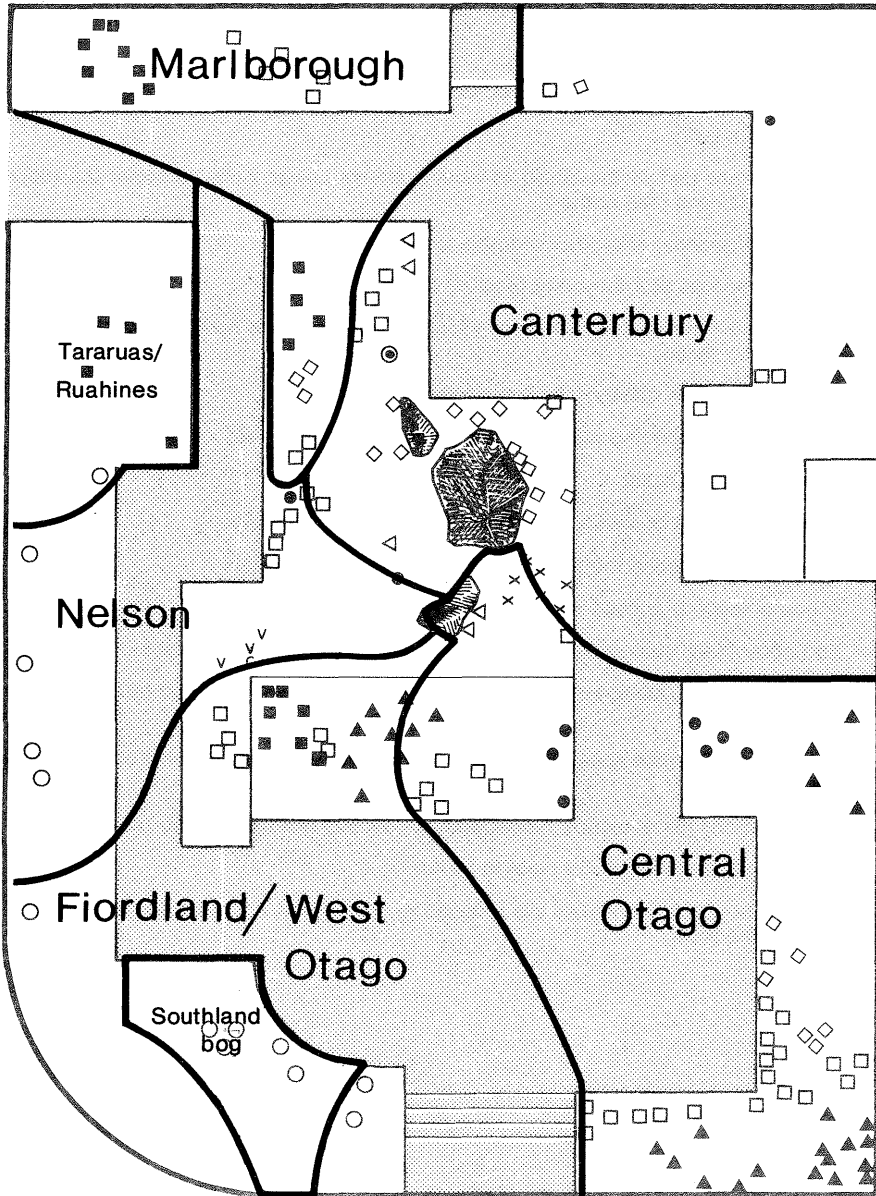 Marlborough
Canterbury
Tararuas/
Ruahines
Nelson
Central
Otago
Fiordland/West
Otago
Southland
bog